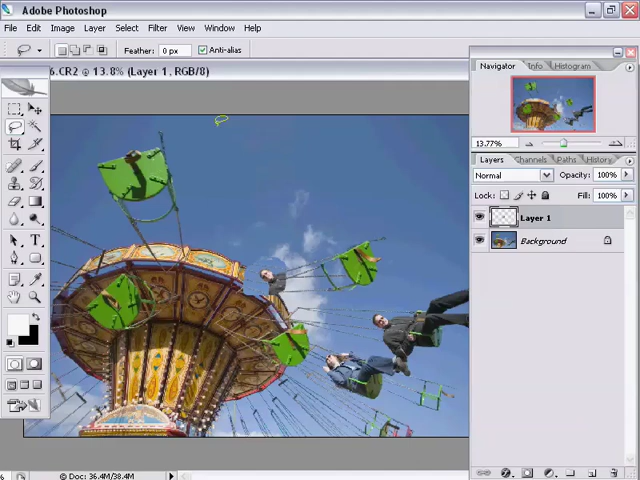 Adobe Photoshop
File Edit Image Layer Select Filter View Window Help
Feather: 0 px Anti-alias
6.CR2 @ 13.8% (Layer 1, RGB/8)
Navigator Info Histogram
13.77%
Layers Channels Paths History
Normal Opacity: 100%
Lock: Fill: 100%
Layer 1
Background
% Doc: 36.4M/38.4M